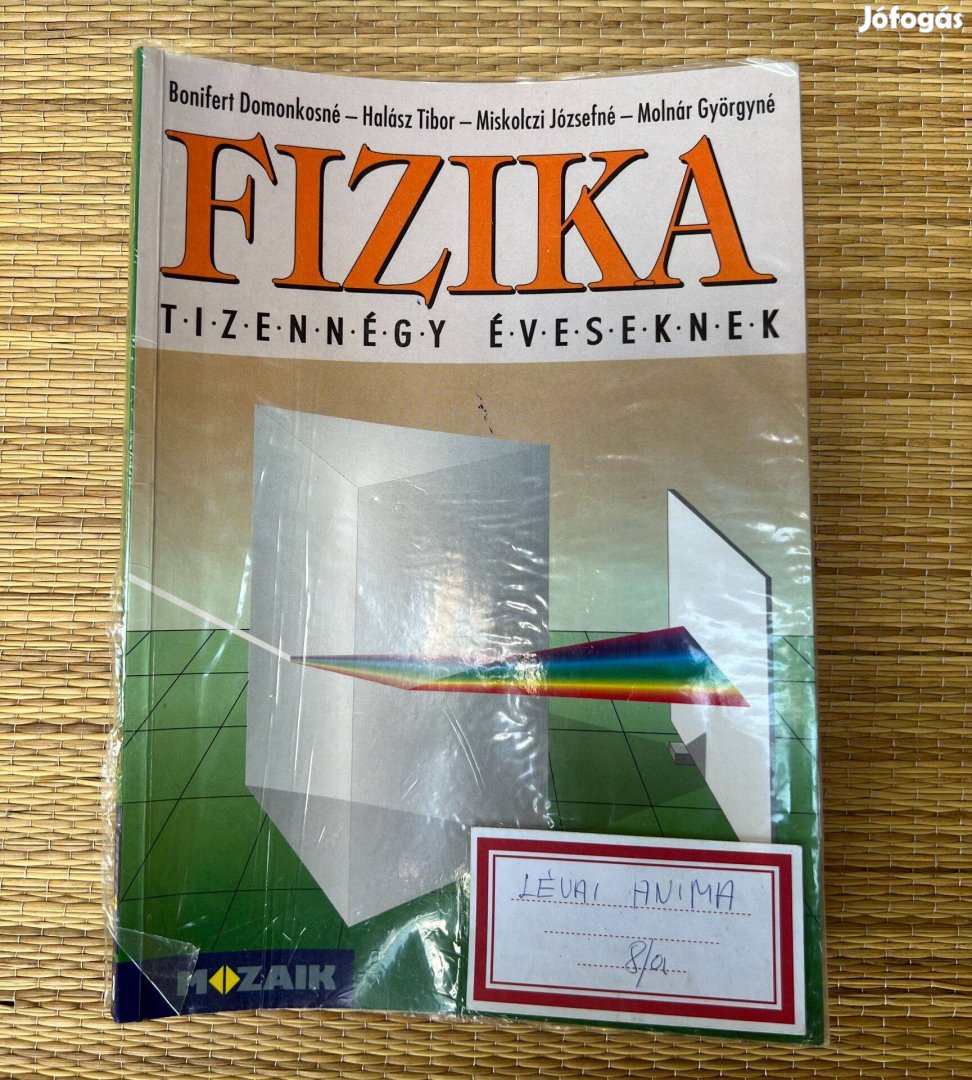 Jófogás
Bonifert Domonkosné – Halász Tibor – Miskolczi Józsefné – Molnár Györgyné
FIZIKA
T·I·Z·E·N·N·É·G·Y É·V·E·S·E·K·N·E·K
LÉVAI ANIMA
8/a
MOZAIK